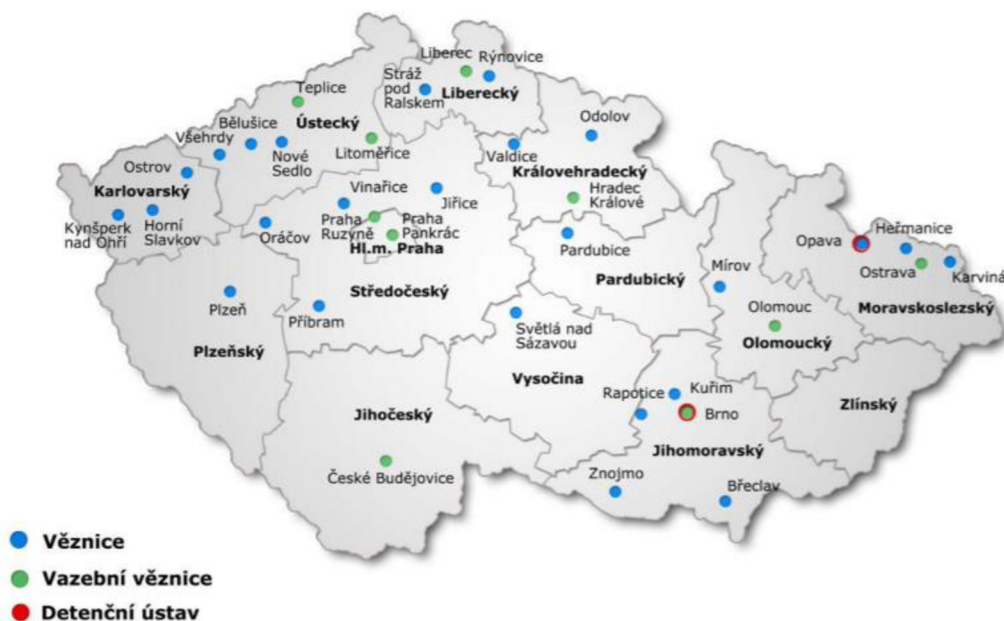 Liberec
Rýnovice
Stráž
pod
Ralskem
Liberecký
Teplice
Ústecký
Bělušice
Všehrdy
Nové
Sedlo
Litoměřice
Odolov
Valdice
Královehradecký
Hradec
Králové
Ostrov
Karlovarský
Kynšperk
nad Ohří
Horní
Slavkov
Vinařice
Jiřice
Oráčov
Praha
Ruzyně
Praha
Pankrác
Hl.m. Praha
Středočeský
Pardubice
Pardubický
Opava
Heřmanice
Ostrava
Karviná
Moravskoslezský
Mírov
Olomouc
Olomoucký
Plzeň
Plzeňský
Příbram
Světlá nad
Sázavou
Vysočina
Zlínský
Rapotice
Kuřim
Brno
Jihomoravský
Jihočeský
České Budějovice
Znojmo
Břeclav
Věznice
Vazební věznice
Detenční ústav